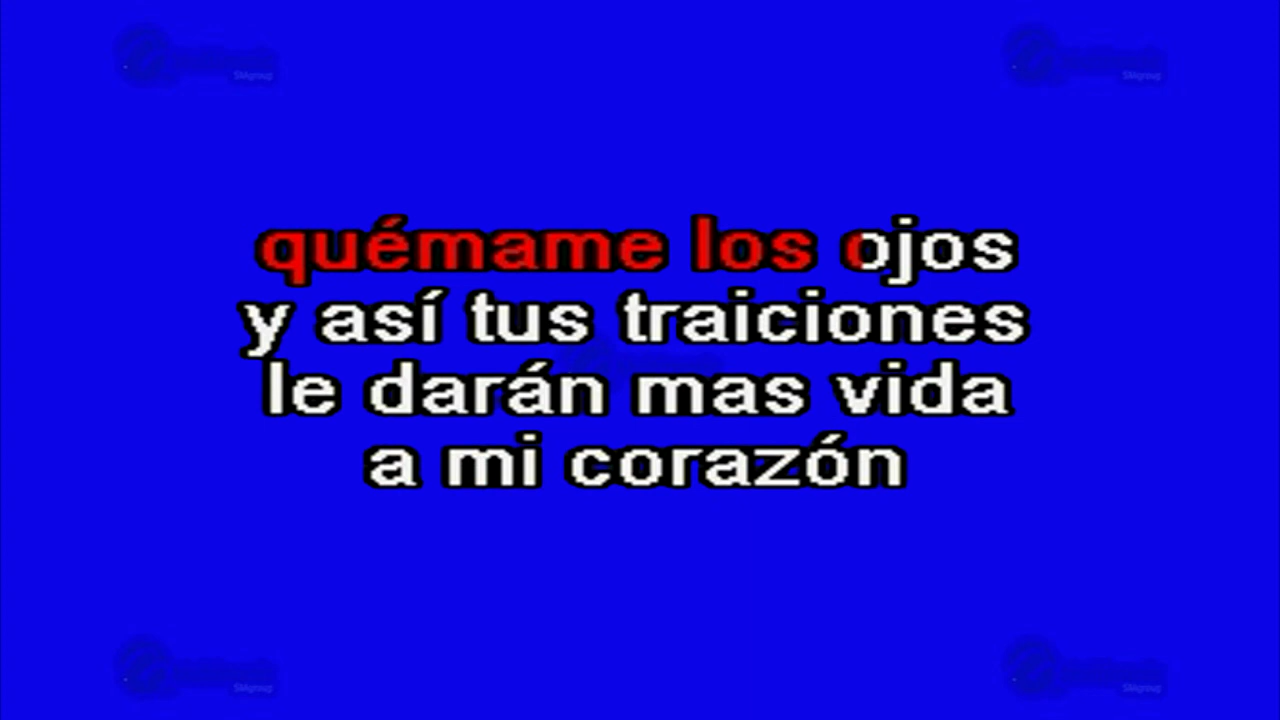 quémame los ojos
y así tus traiciones
le darán mas vida
a mi corazón